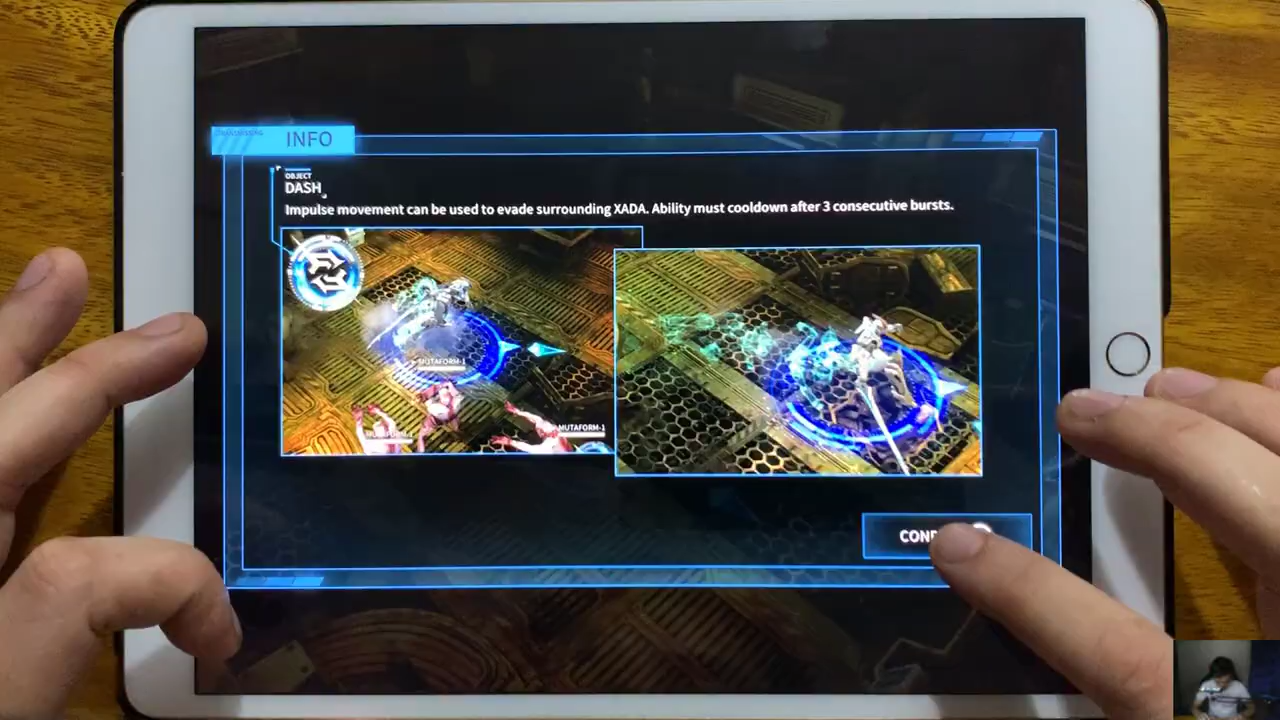 INFO
OBJECT
DASH
Impulse movement can be used to evade surrounding XADA. Ability must cooldown after 3 consecutive bursts.
MUTAFORM-1
MUTAFORM-1